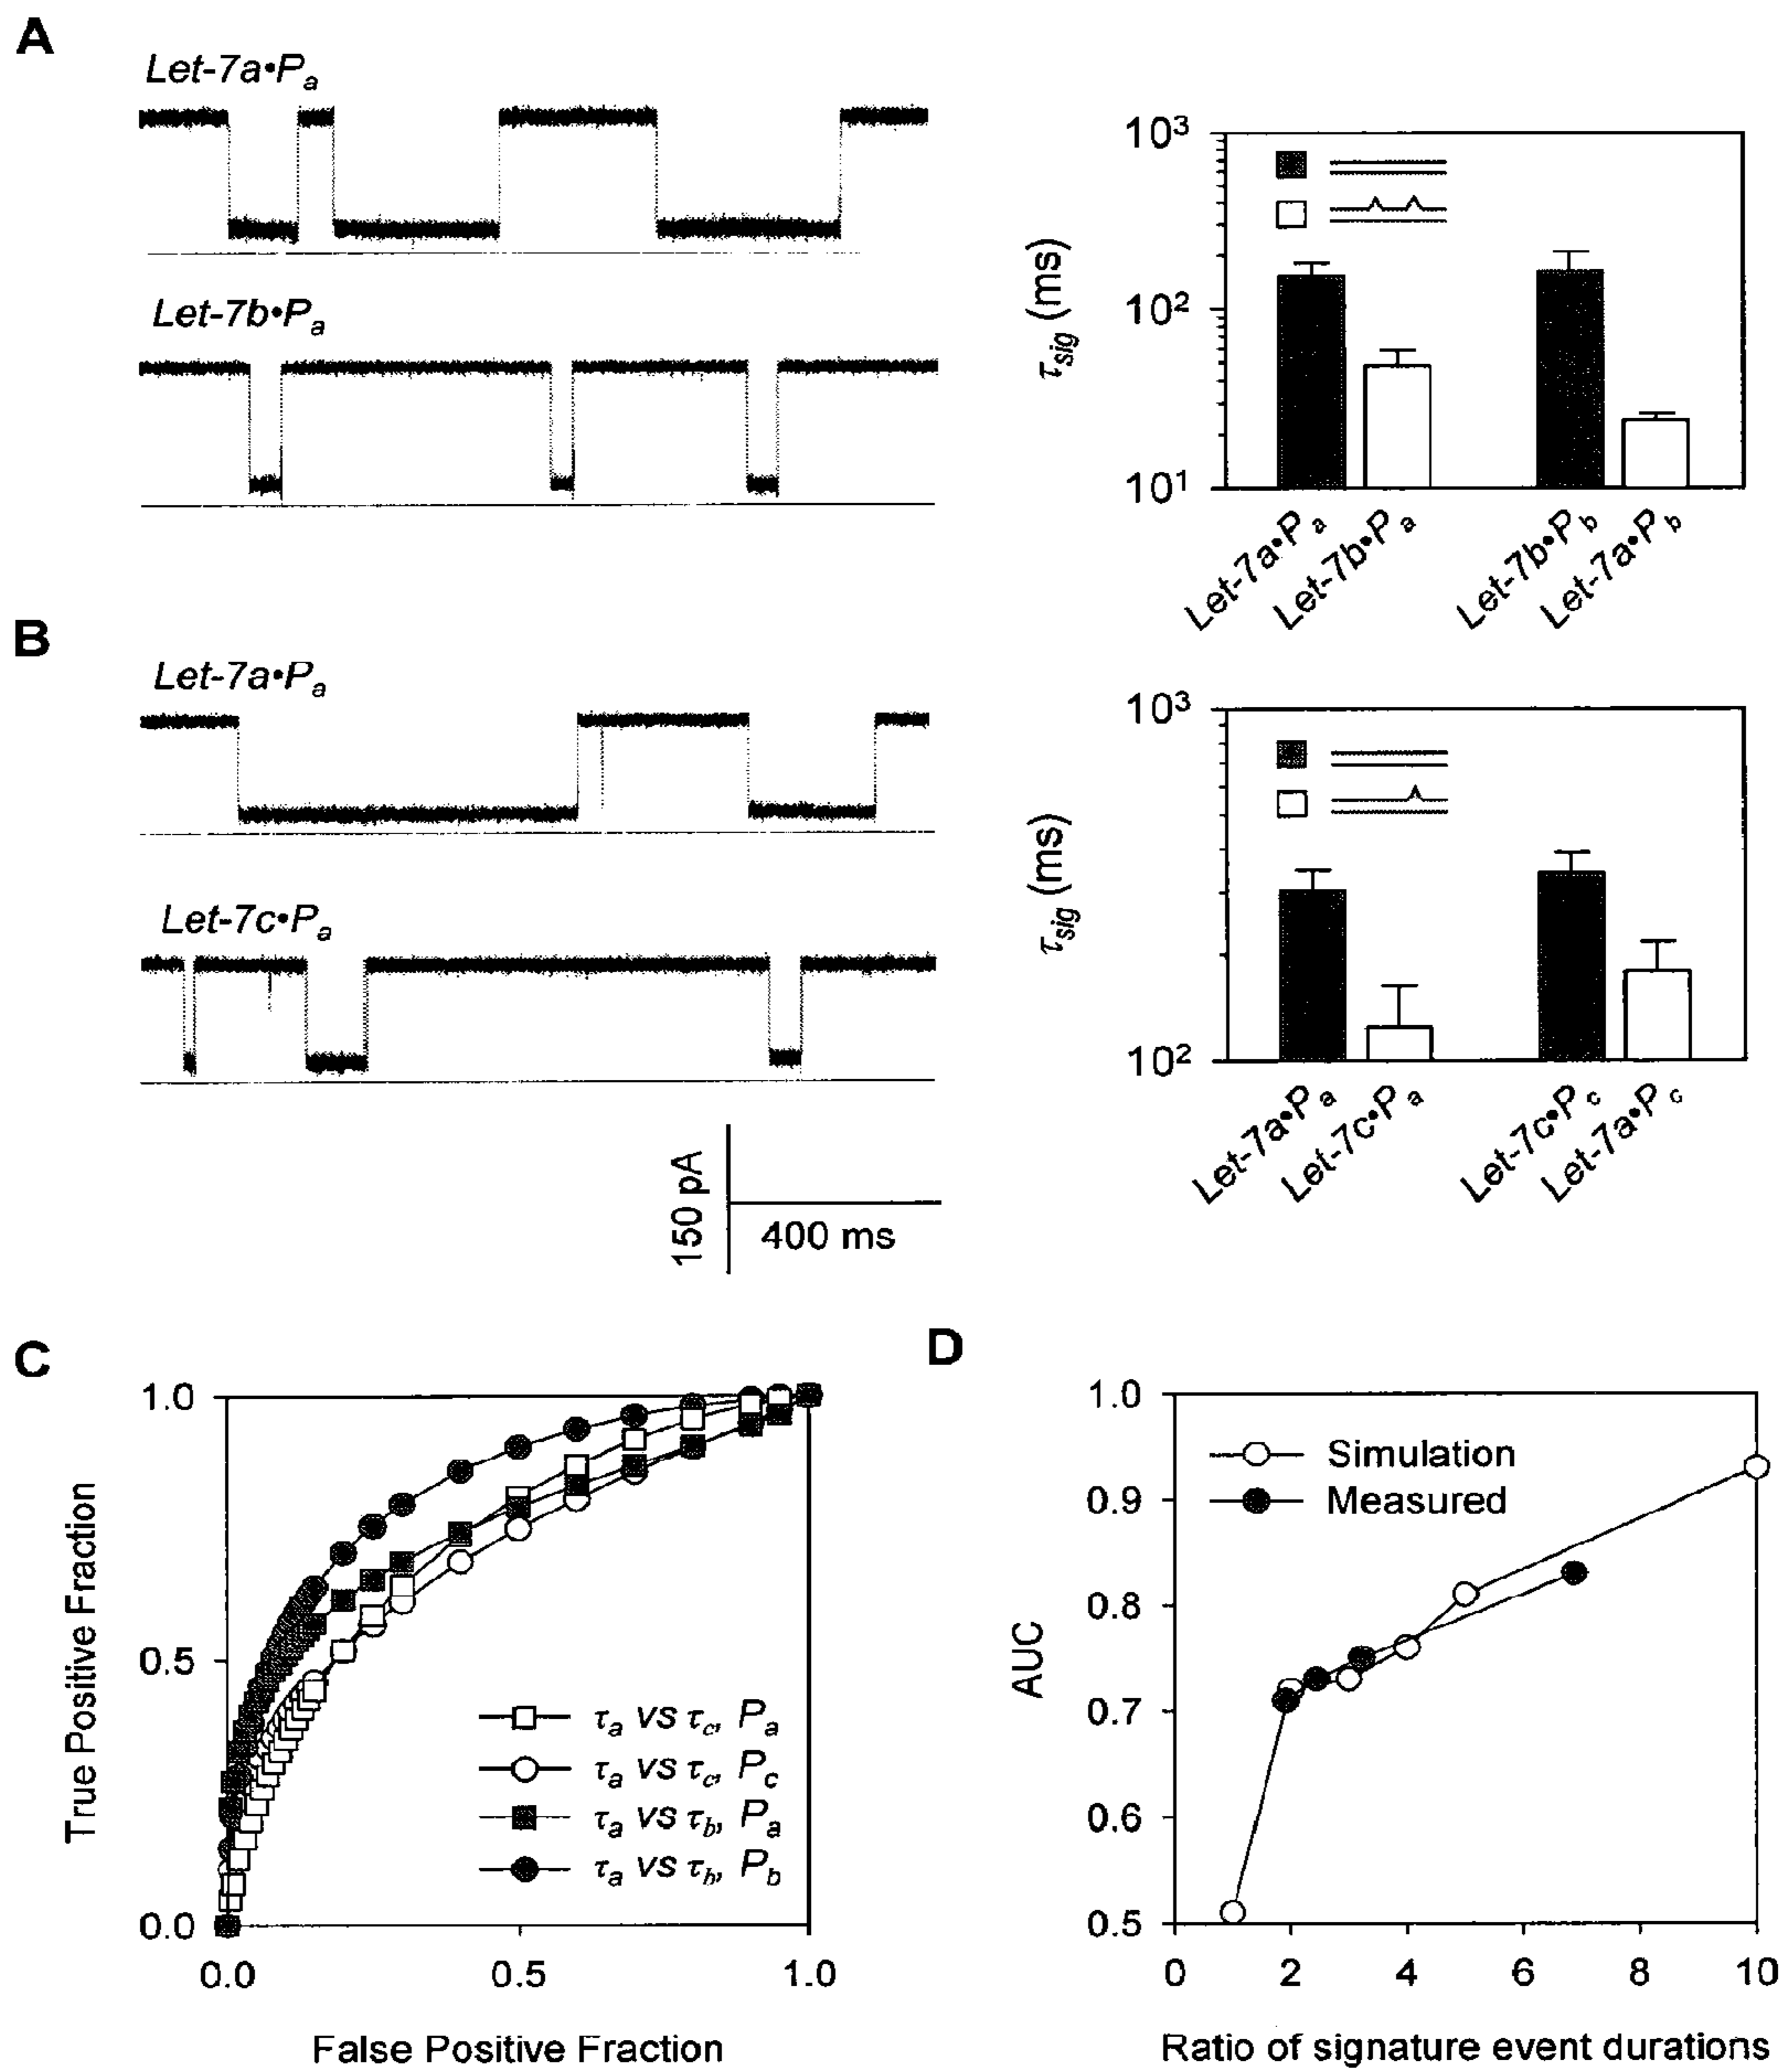 A
Let-7a•Pa
Let-7b•Pa
10³
10²
10¹
τsig (ms)
Let-7a•Pa
Let-7b•Pa
Let-7b•Pb
Let-7a•Pb
B
Let-7a•Pa
Let-7c•Pa
150 pA
400 ms
10³
10²
τsig (ms)
Let-7a•Pa
Let-7c•Pa
Let-7c•Pc
Let-7a•Pc
C
1.0
0.5
0.0
True Positive Fraction
τa vs τc, Pa
τa vs τc, Pc
τa vs τb, Pa
τa vs τb, Pb
0.0 0.5 1.0
False Positive Fraction
D
1.0
0.9
0.8
0.7
0.6
0.5
AUC
Simulation
Measured
0 2 4 6 8 10
Ratio of signature event durations